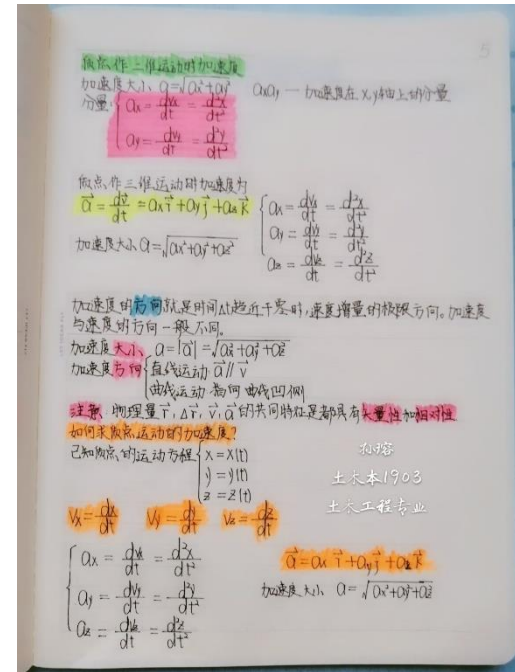 5
质点作二维运动时加速度
加速度大小 a=√(ax²+ay²)  axay — 加速度在x,y轴上的分量
分量: { ax = dvx/dt = d²x/dt²
ay = dvy/dt = d²y/dt²
质点作三维运动时加速度为
a⃗ = dv⃗/dt = ax i⃗ + ay j⃗ + az k⃗
{ ax = dvx/dt = d²x/dt²
ay = dvy/dt = d²y/dt²
az = dvz/dt = d²z/dt²
加速度大小 a=√(ax²+ay²+az²)
加速度的方向就是时间Δt趋近于零时,速度增量的极限方向。加速度
与速度的方向一般不同。
加速度大小 a=|a⃗|=√(ax²+ay²+az²)
加速度方向 { 直线运动 a⃗ // v⃗
曲线运动 指向曲线凹侧
注意: 物理量 r⃗, Δr⃗, v⃗, a⃗ 的共同特征是都具有矢量性和相对性
如何求质点运动的加速度?
已知质点的运动方程 { x = x(t)
y = y(t)
z = z(t)
孙瑢
土木本1903
土木工程专业
Vx = dx/dt  Vy = dy/dt  Vz = dz/dt
{ ax = dvx/dt = d²x/dt²
ay = dvy/dt = d²y/dt²
az = dvz/dt = d²z/dt²
a⃗ = ax i⃗ + ay j⃗ + az k⃗
加速度大小 a=√(ax²+ay²+az²)